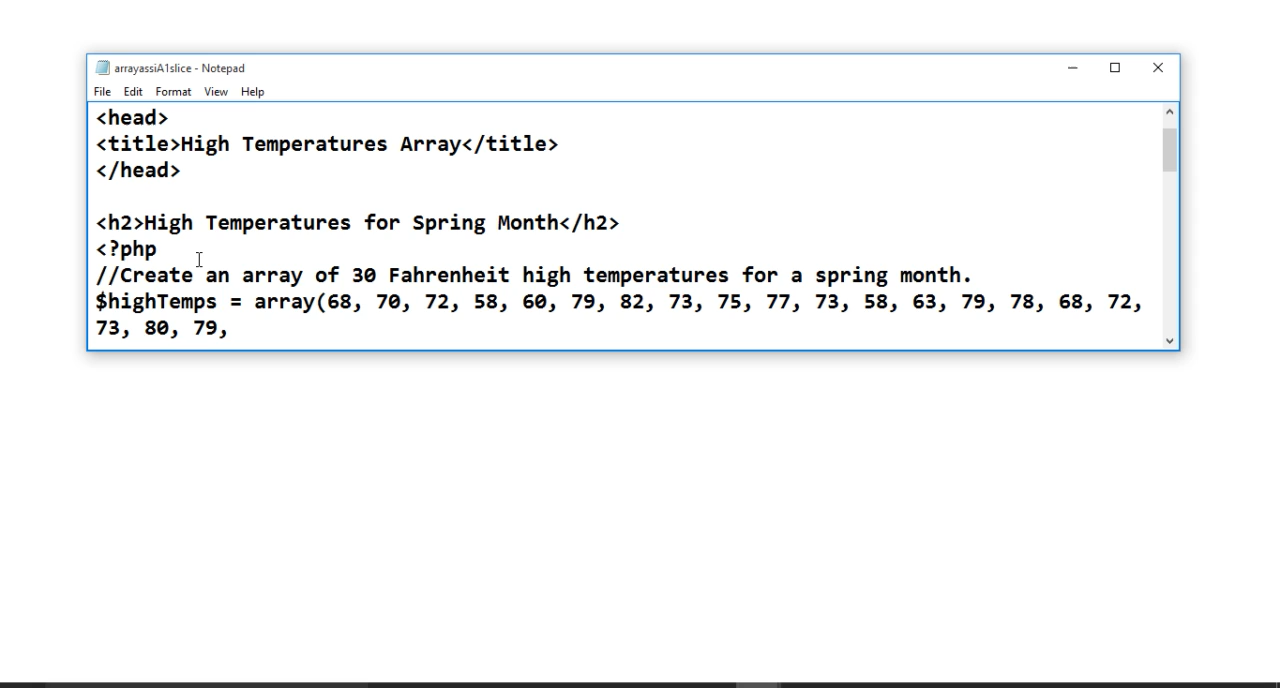 arrayassiA1slice - Notepad
File Edit Format View Help
<head>
<title>High Temperatures Array</title>
</head>
<h2>High Temperatures for Spring Month</h2>
<?php
//Create an array of 30 Fahrenheit high temperatures for a spring month.
$highTemps = array(68, 70, 72, 58, 60, 79, 82, 73, 75, 77, 73, 58, 63, 79, 78, 68, 72,
73, 80, 79,